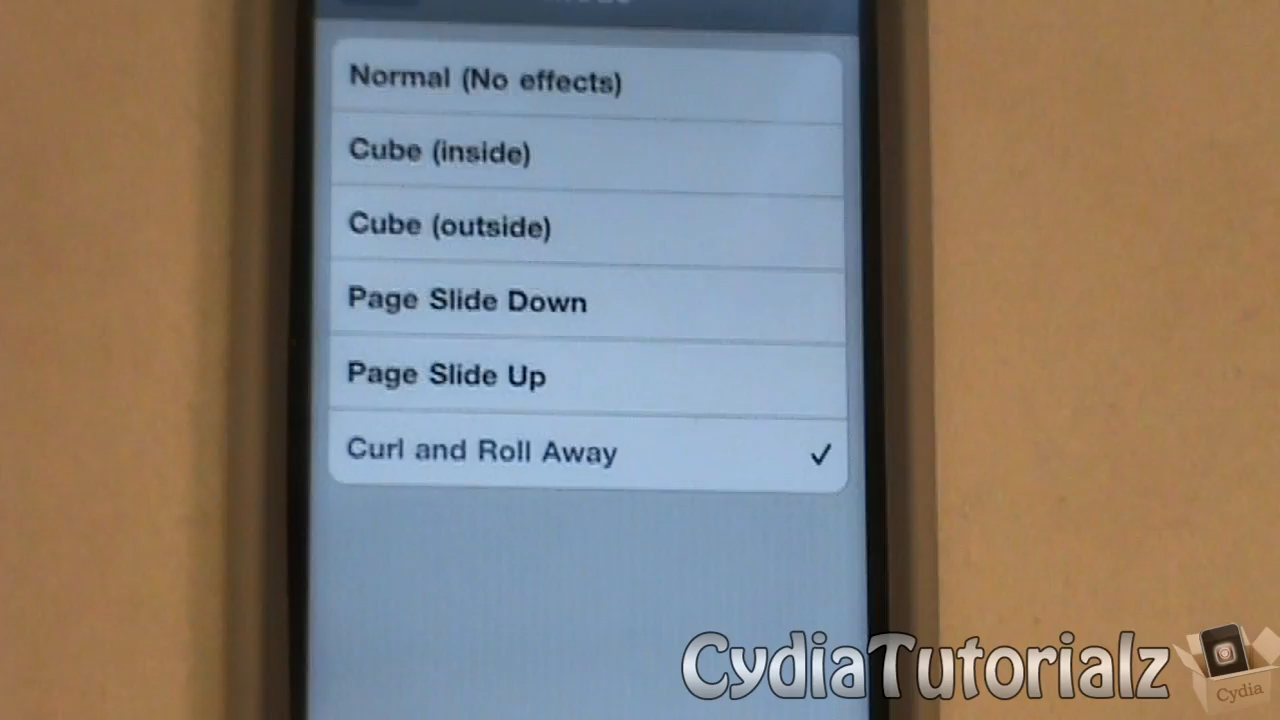 Normal (No effects)
Cube (inside)
Cube (outside)
Page Slide Down
Page Slide Up
Curl and Roll Away
CydiaTutorialz
Cydia